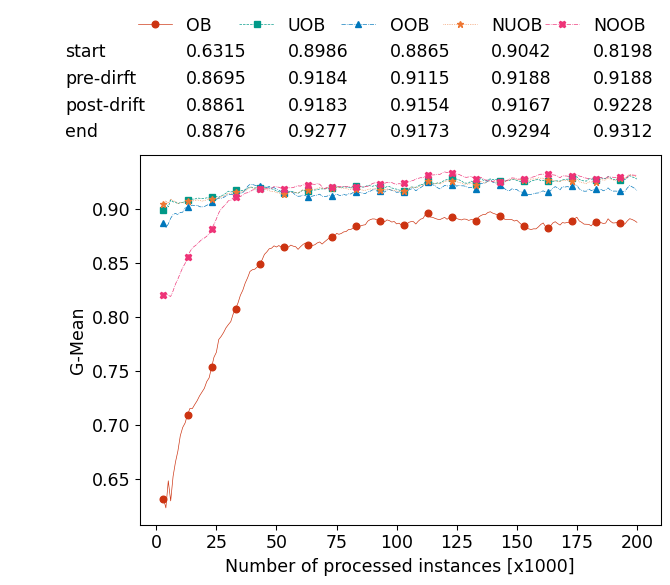 OB UOB OOB NUOB NOOB
start 0.6315 0.8986 0.8865 0.9042 0.8198
pre-dirft 0.8695 0.9184 0.9115 0.9188 0.9188
post-drift 0.8861 0.9183 0.9154 0.9167 0.9228
end 0.8876 0.9277 0.9173 0.9294 0.9312
0.90
0.85
0.80
0.75
0.70
0.65
G-Mean
0 25 50 75 100 125 150 175 200
Number of processed instances [x1000]